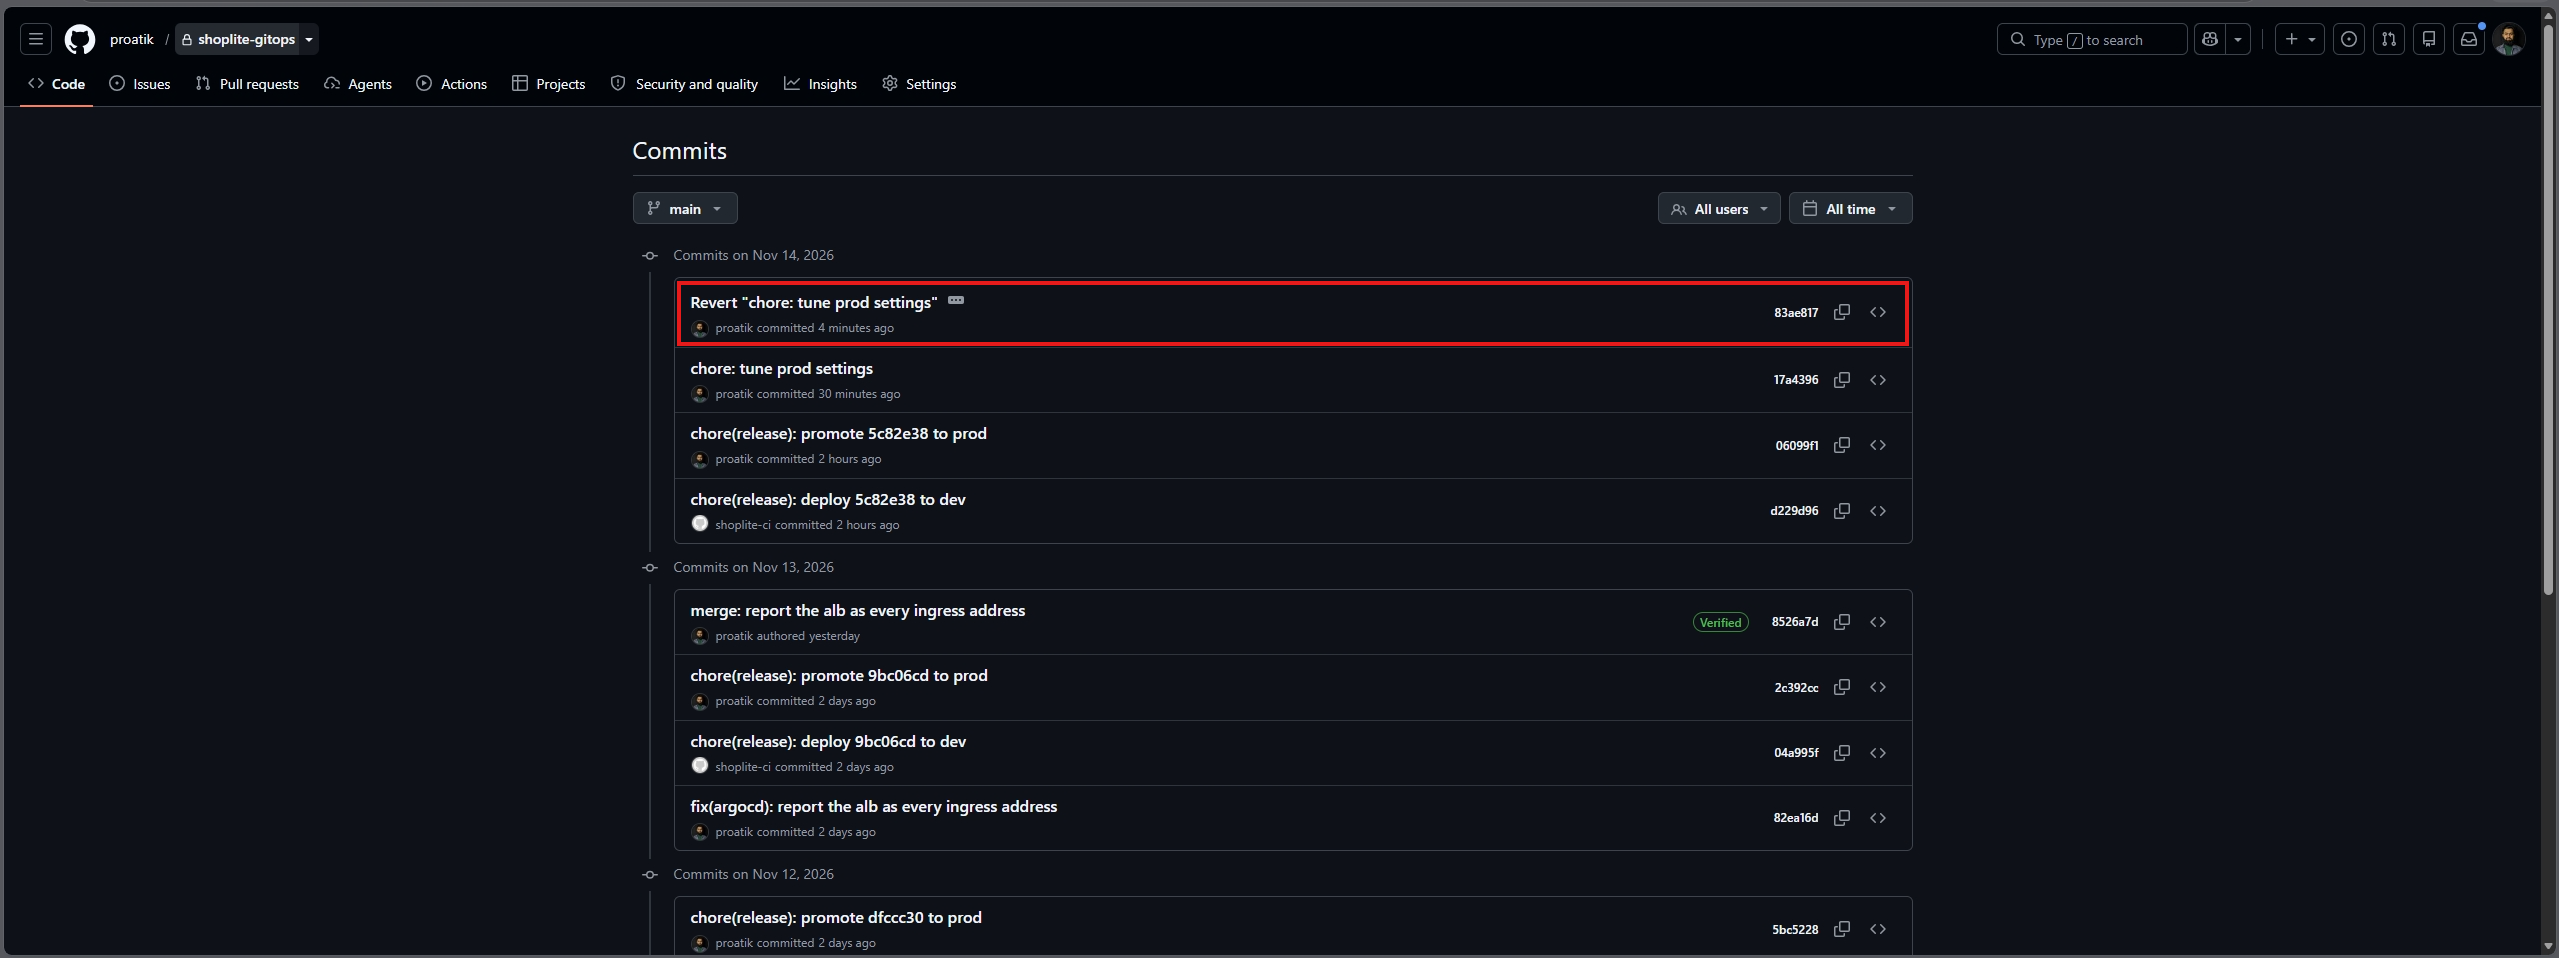 proatik / shoplite-gitops
Type / to search
Code Issues Pull requests Agents Actions Projects Security and quality Insights Settings
Commits
main All users All time
Commits on Nov 14, 2026
Revert "chore: tune prod settings"
proatik committed 4 minutes ago
83ae817
chore: tune prod settings
proatik committed 30 minutes ago
17a4396
chore(release): promote 5c82e38 to prod
proatik committed 2 hours ago
06099f1
chore(release): deploy 5c82e38 to dev
shoplite-ci committed 2 hours ago
d229d96
Commits on Nov 13, 2026
merge: report the alb as every ingress address
proatik authored yesterday
Verified 8526a7d
chore(release): promote 9bc06cd to prod
proatik committed 2 days ago
2c392cc
chore(release): deploy 9bc06cd to dev
shoplite-ci committed 2 days ago
04a995f
fix(argocd): report the alb as every ingress address
proatik committed 2 days ago
82ea16d
Commits on Nov 12, 2026
chore(release): promote dfccc30 to prod
proatik committed 2 days ago
5bc5228